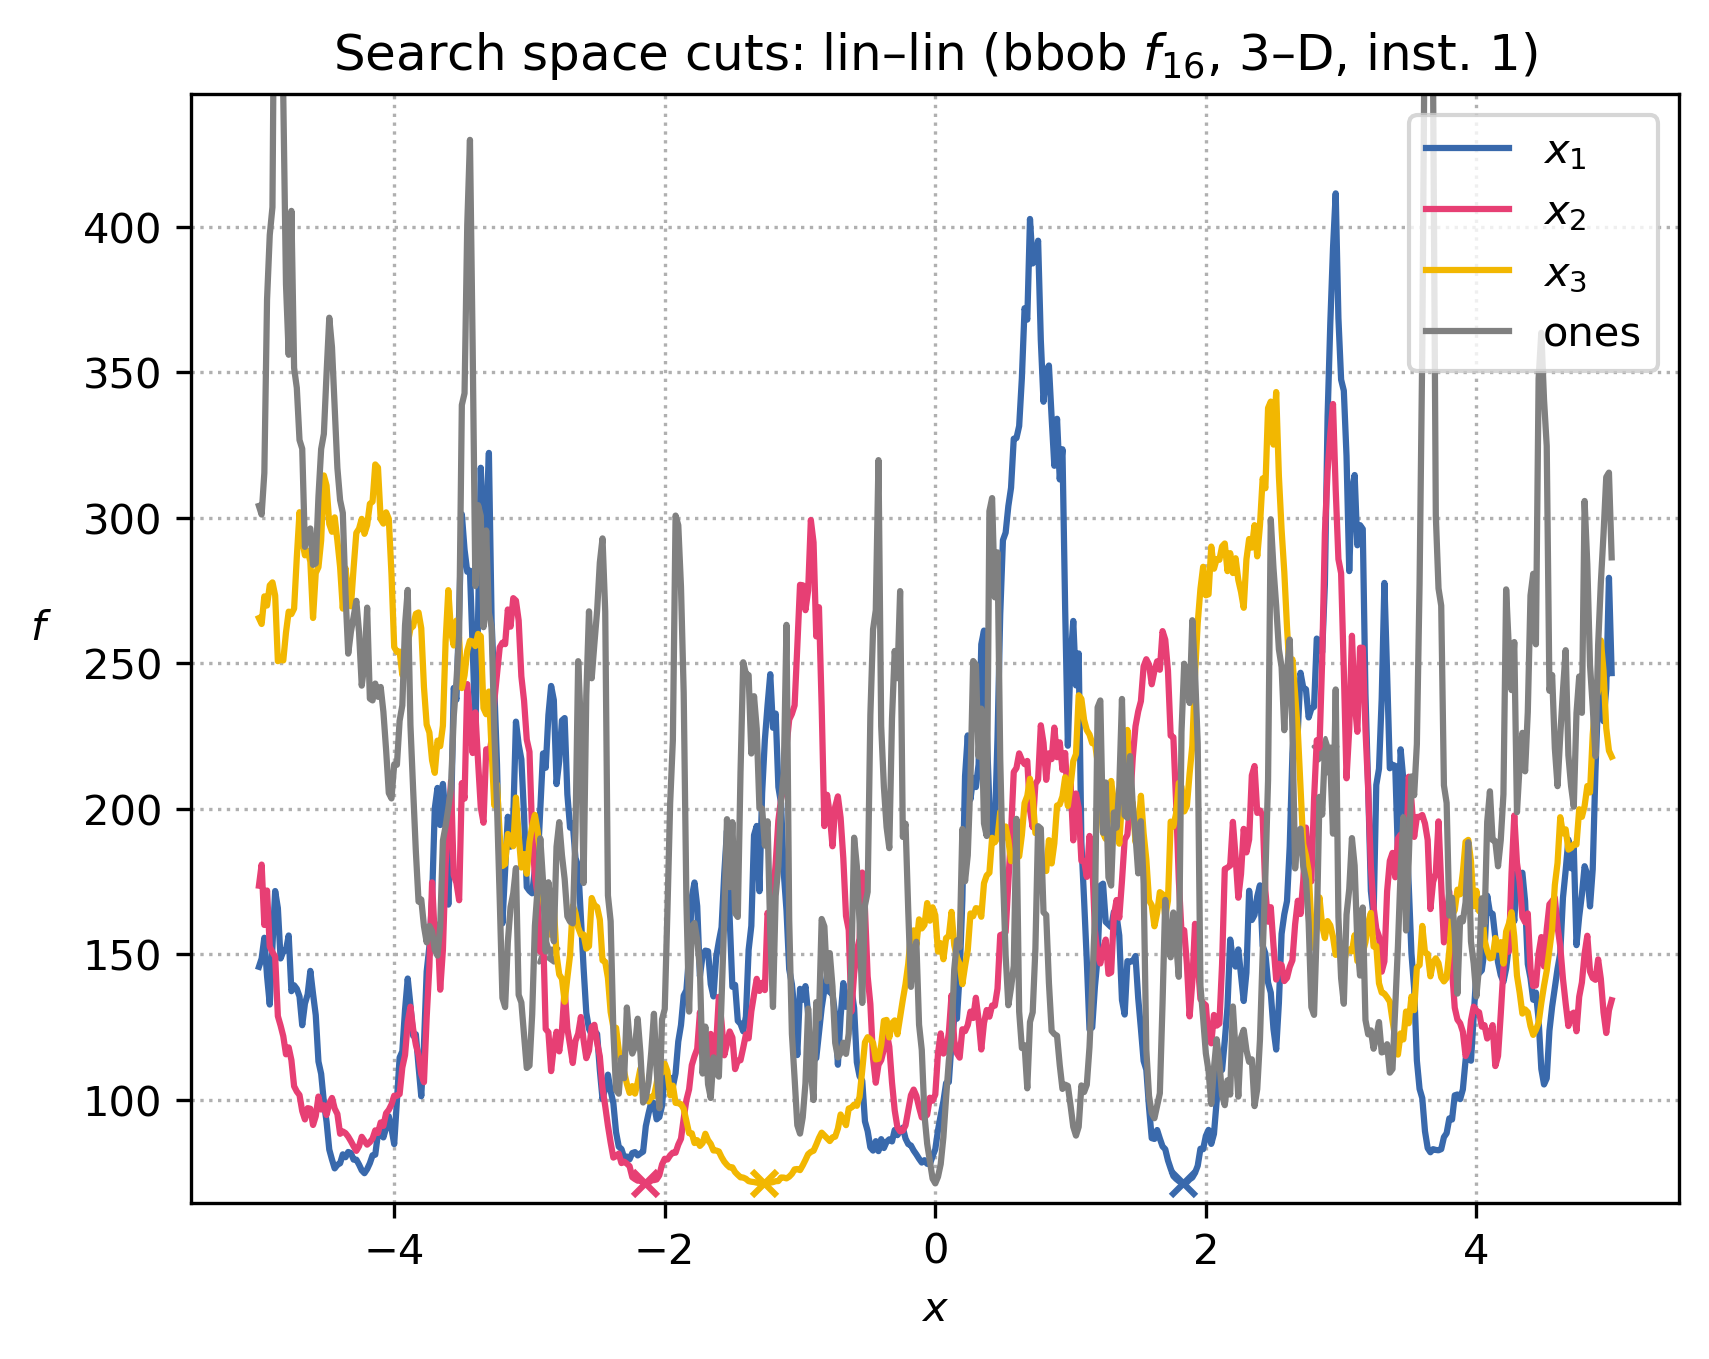 Search space cuts: lin–lin (bbob f₁₆, 3–D, inst. 1)
x₁
x₂
x₃
ones
400
350
300
250
200
150
100
f
−4
−2
0
2
4
x